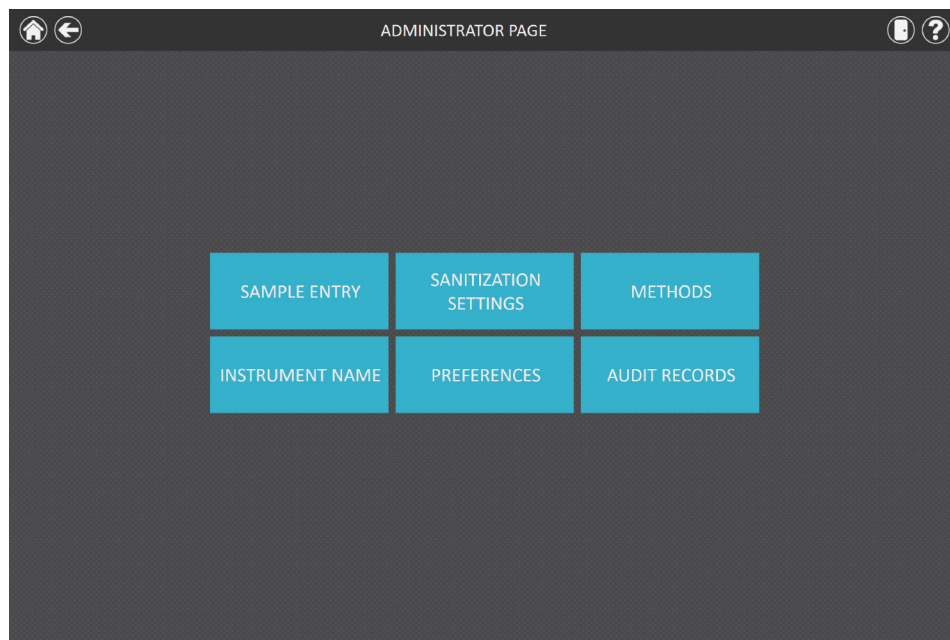 ADMINISTRATOR PAGE
?
SAMPLE ENTRY
SANITIZATION
SETTINGS
METHODS
INSTRUMENT NAME
PREFERENCES
AUDIT RECORDS